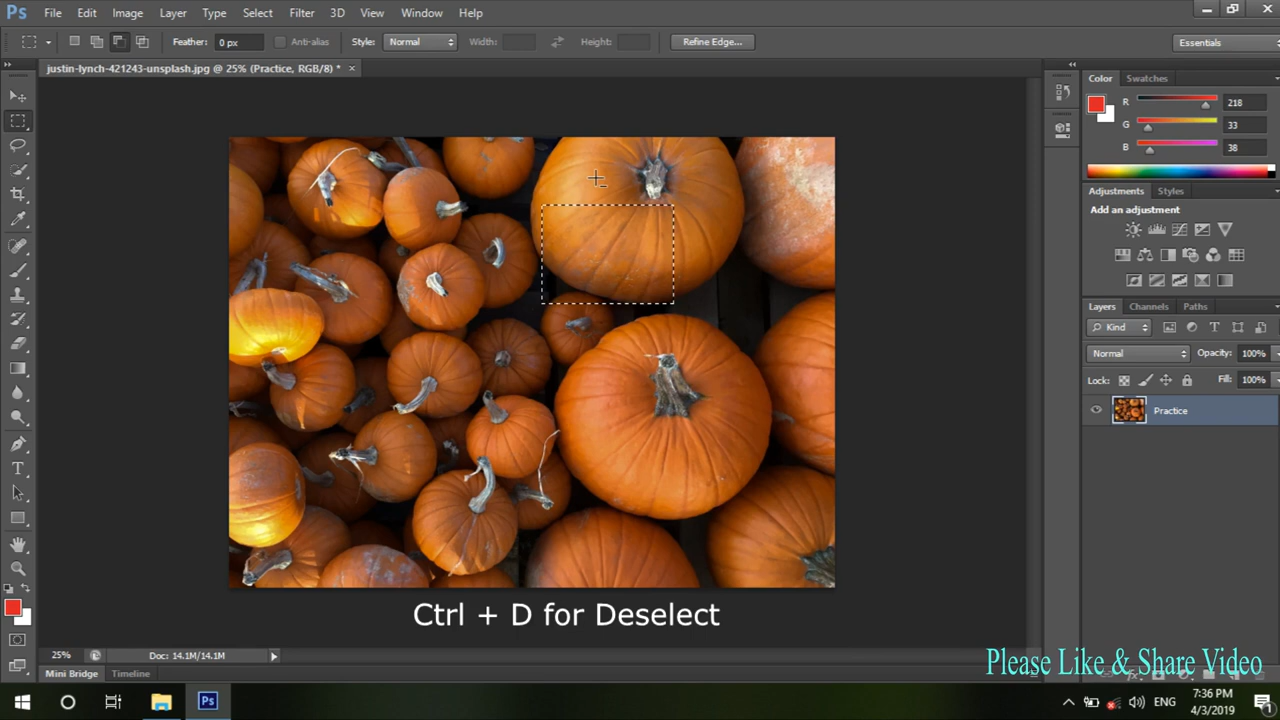 Ps File Edit Image Layer Type Select Filter 3D View Window Help
Feather: 0 px Anti-alias Style: Normal Width: Height: Refine Edge... Essentials
justin-lynch-421243-unsplash.jpg @ 25% (Practice, RGB/8) * ×
Color Swatches
R 218
G 33
B 38
Adjustments Styles
Add an adjustment
Layers Channels Paths
Kind
Normal Opacity: 100%
Lock: Fill: 100%
Practice
Ctrl + D for Deselect
25% Doc: 14.1M/14.1M
Please Like & Share Video
Mini Bridge Timeline
Ps ENG 7:36 PM
4/3/2019 1